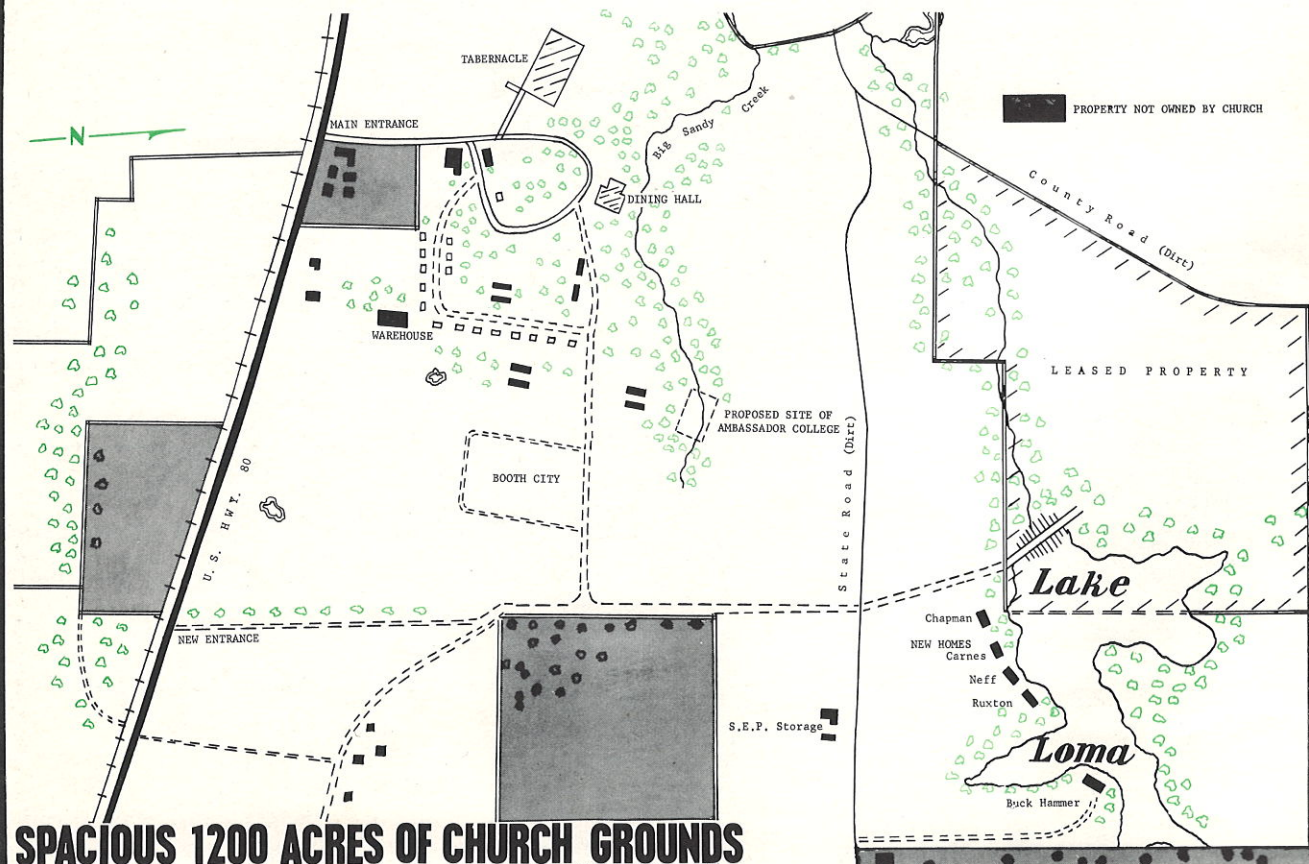 TABERNACLE
MAIN ENTRANCE
N
PROPERTY NOT OWNED BY CHURCH
Big Sandy Creek
DINING HALL
County Road (Dirt)
WAREHOUSE
LEASED PROPERTY
PROPOSED SITE OF
AMBASSADOR COLLEGE
BOOTH CITY
U.S. HWY. 80
State Road (Dirt)
Lake
NEW ENTRANCE
Chapman
NEW HOMES
Carnes
Neff
Ruxton
S.E.P. Storage
Loma
Buck Hammer
SPACIOUS 1200 ACRES OF CHURCH GROUNDS